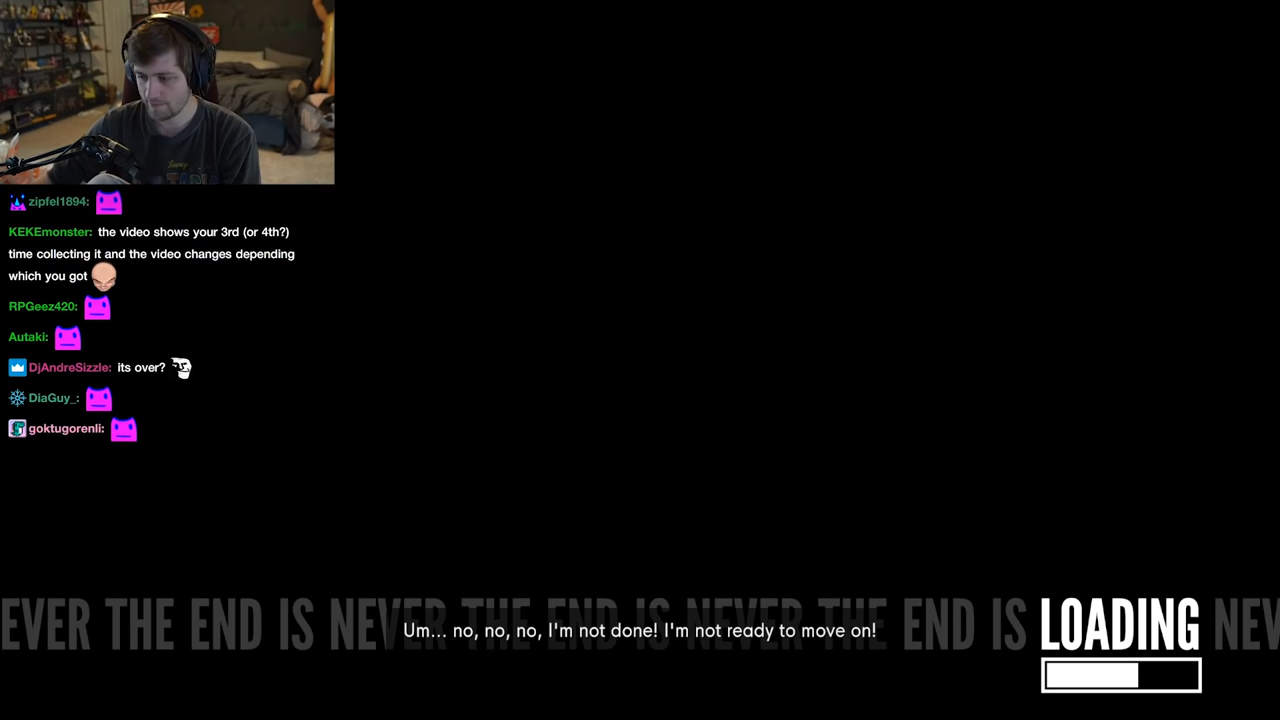 zipfel1894:
KEKEmonster: the video shows your 3rd (or 4th?)
time collecting it and the video changes depending
which you got
RPGeez420:
Autaki:
DjAndreSizzle: its over?
DiaGuy_:
goktugorenli:
EVER THE END IS NEVER THE END IS NEVER THE END IS LOADING NEV
Um... no, no, no, I'm not done! I'm not ready to move on!